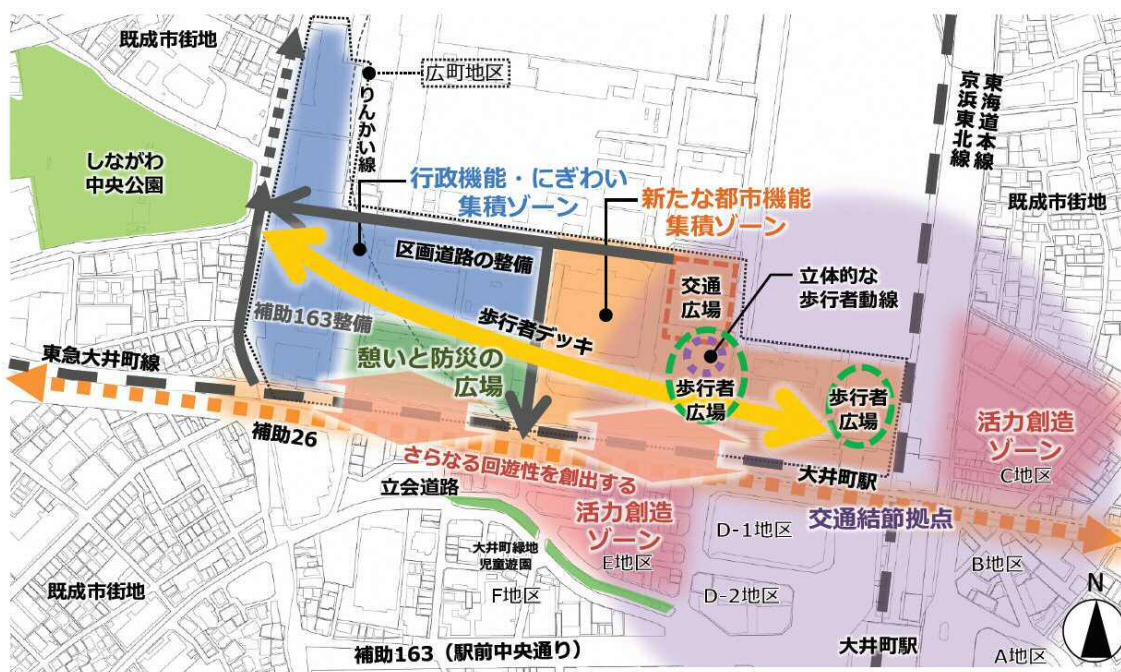 既成市街地
広町地区
りんかい線
東海道本線
京浜東北線
しながわ
中央公園
行政機能・にぎわい
集積ゾーン
新たな都市機能
集積ゾーン
既成市街地
区画道路の整備
交通
広場
立体的な
歩行者動線
補助163整備
歩行者デッキ
東急大井町線
憩いと防災の
広場
歩行者
広場
歩行者
広場
活力創造
ゾーン
C地区
補助26
さらなる回遊性を創出する
大井町駅
立会道路
活力創造
ゾーン
E地区
交通結節拠点
D-1地区
大井町緑地
児童遊園
B地区
既成市街地
F地区
D-2地区
N
補助163（駅前中央通り）
大井町駅
A地区